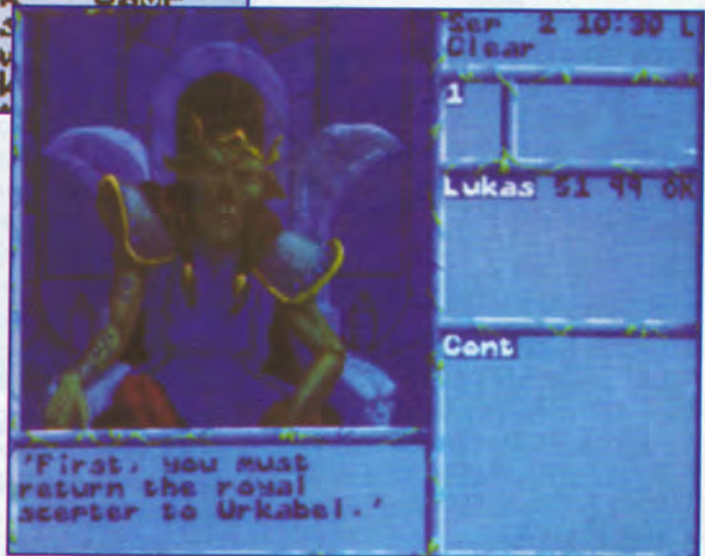 Ser 2 10:30 L
Clear
1
Lukas 51 99 OK
Cont
'First, you must
return the royal
scepter to Urkabel.'